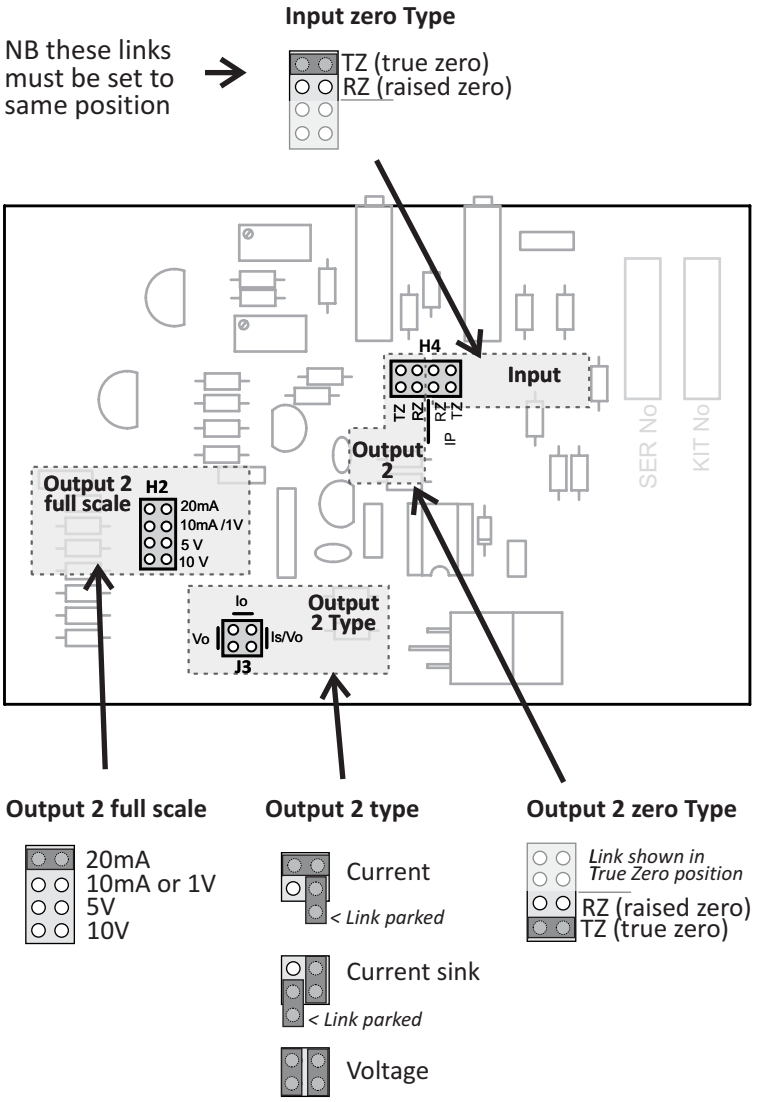 Input zero Type
NB these links
must be set to
same position
TZ (true zero)
RZ (raised zero)
H4
Input
TZ
RZ
RZ
TZ
IP
SER No
KIT No
Output
2
Output 2
full scale
H2
20mA
10mA /1V
5 V
10 V
Io
Output
2 Type
Vo
Is/Vo
J3
Output 2 full scale
20mA
10mA or 1V
5V
10V
Output 2 type
Current
< Link parked
Current sink
< Link parked
Voltage
Output 2 zero Type
Link shown in
True Zero position
RZ (raised zero)
TZ (true zero)